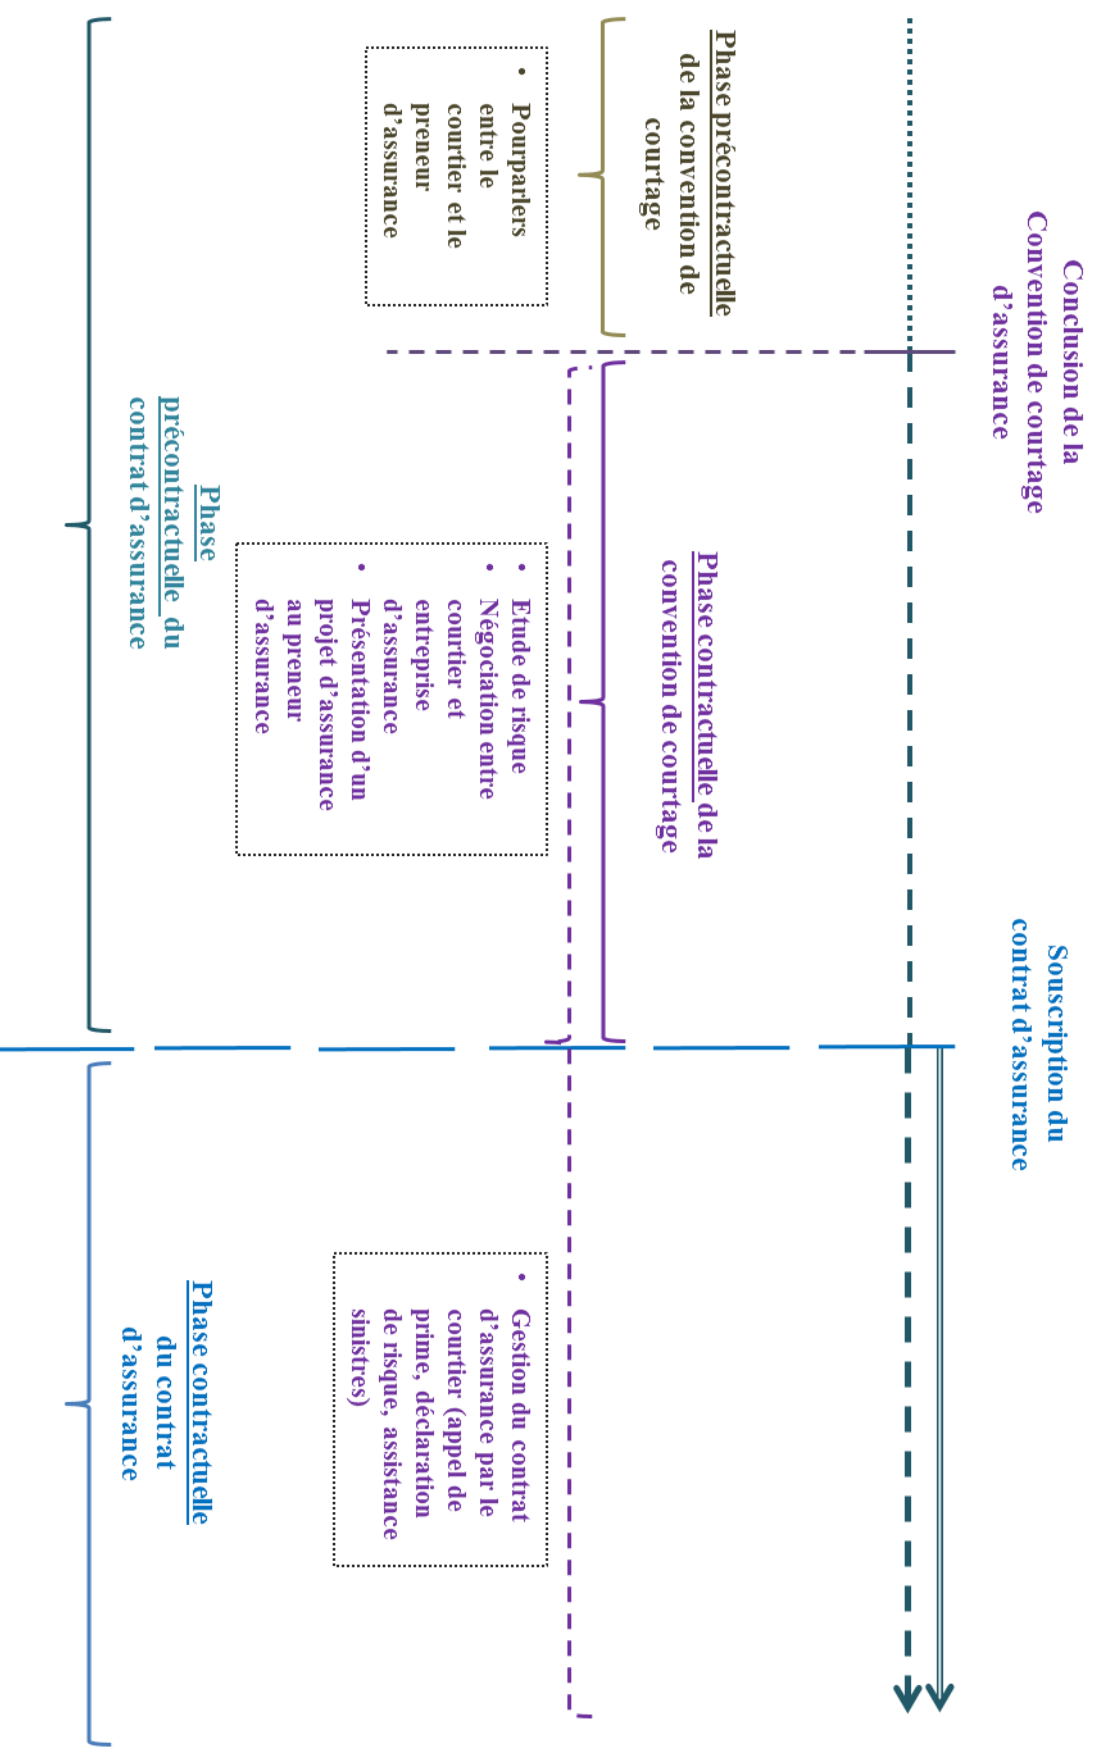 Conclusion de la
Convention de courtage
d’assurance
Souscription du
contrat d’assurance
Phase précontractuelle
de la convention de
courtage
Phase contractuelle de la
convention de courtage
• Pourparlers
entre le
courtier et le
preneur
d’assurance
• Etude de risque
• Négociation entre
courtier et
entreprise
d’assurance
• Présentation d’un
projet d’assurance
au preneur
d’assurance
• Gestion du contrat
d’assurance par le
courtier (appel de
prime, déclaration
de risque, assistance
sinistres)
Phase
précontractuelle du
contrat d’assurance
Phase contractuelle
du contrat
d’assurance